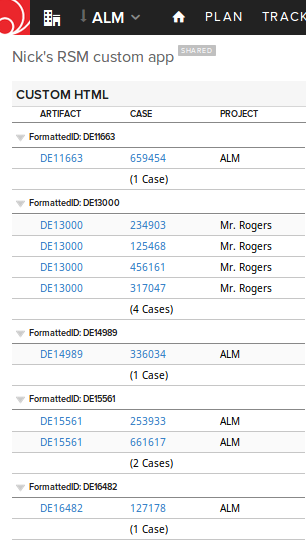 ALM PLAN TRACK
Nick's RSM custom app SHARED
CUSTOM HTML
ARTIFACT CASE PROJECT
FormattedID: DE11663
DE11663 659454 ALM
(1 Case)
FormattedID: DE13000
DE13000 234903 Mr. Rogers
DE13000 125468 Mr. Rogers
DE13000 456161 Mr. Rogers
DE13000 317047 Mr. Rogers
(4 Cases)
FormattedID: DE14989
DE14989 336034 ALM
(1 Case)
FormattedID: DE15561
DE15561 253933 ALM
DE15561 661617 ALM
(2 Cases)
FormattedID: DE16482
DE16482 127178 ALM
(1 Case)